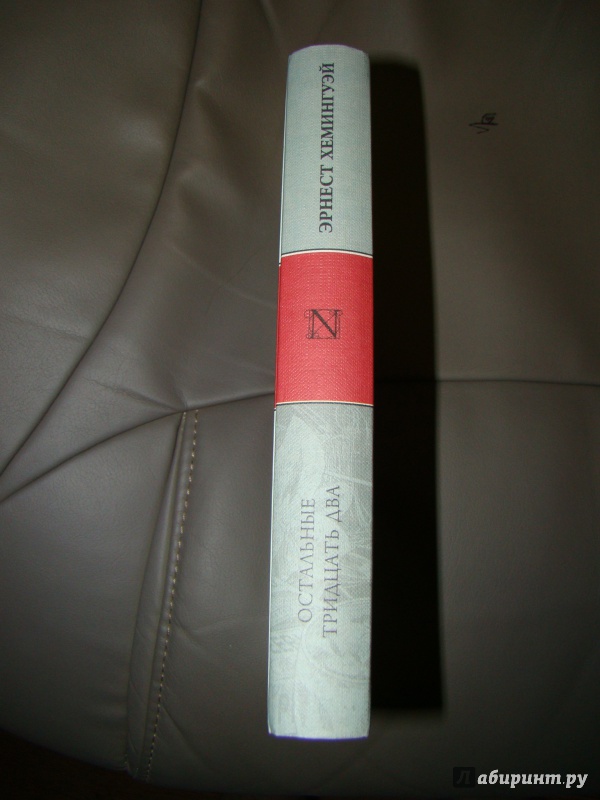 ЭРНЕСТ ХЕМИНГУЭЙ
N
ОСТАЛЬНЫЕ
ТРИДЦАТЬ ДВА
Лабиринт.ру